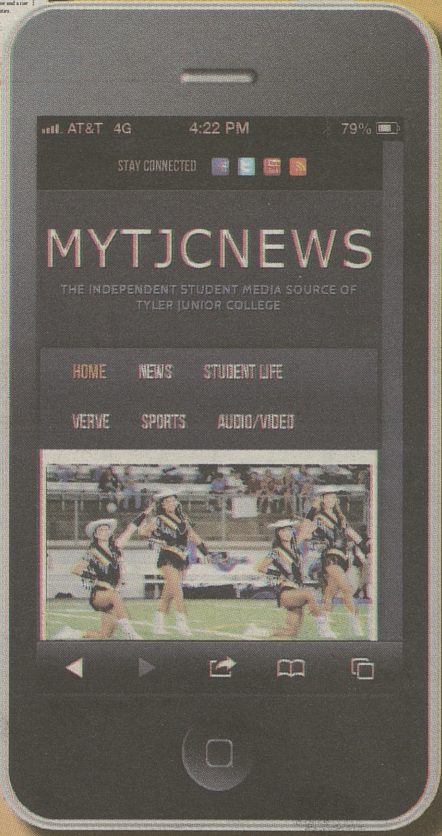 AT&T 4G 4:22 PM 79%
STAY CONNECTED
MYTJCNEWS
THE INDEPENDENT STUDENT MEDIA SOURCE OF
TYLER JUNIOR COLLEGE
HOME NEWS STUDENT LIFE
VERVE SPORTS AUDIO/VIDEO